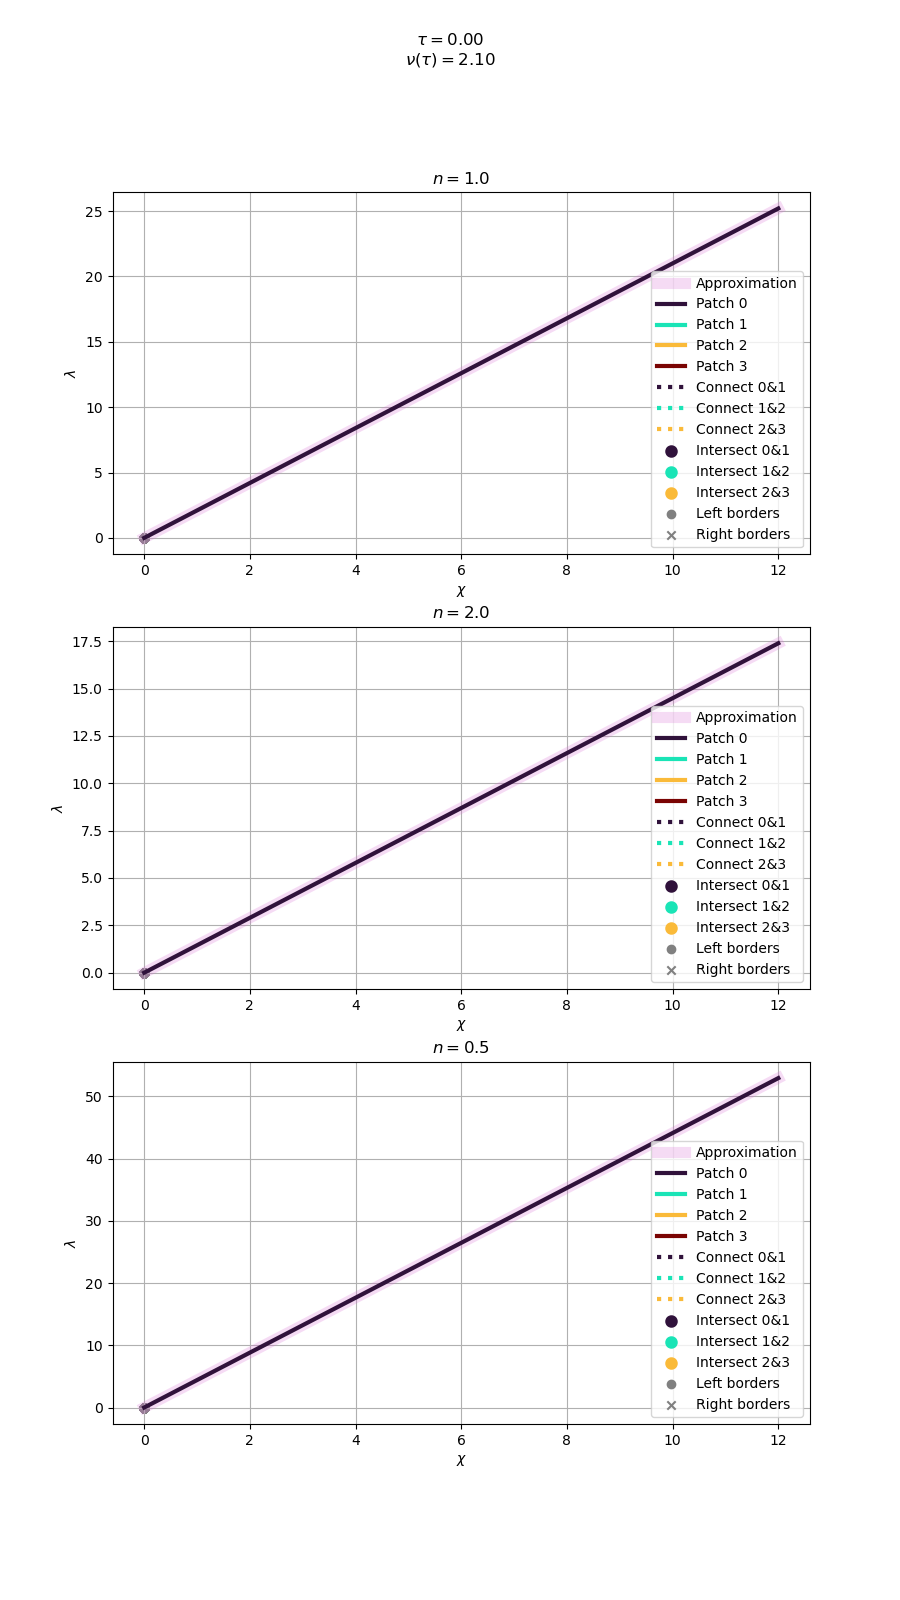 τ = 0.00
ν(τ) = 2.10
n = 1.0
25
20
15
10
5
0
λ
0 2 4 6 8 10 12
χ
Approximation
Patch 0
Patch 1
Patch 2
Patch 3
Connect 0&1
Connect 1&2
Connect 2&3
Intersect 0&1
Intersect 1&2
Intersect 2&3
Left borders
Right borders
n = 2.0
17.5
15.0
12.5
10.0
7.5
5.0
2.5
0.0
λ
0 2 4 6 8 10 12
χ
Approximation
Patch 0
Patch 1
Patch 2
Patch 3
Connect 0&1
Connect 1&2
Connect 2&3
Intersect 0&1
Intersect 1&2
Intersect 2&3
Left borders
Right borders
n = 0.5
50
40
30
20
10
0
λ
0 2 4 6 8 10 12
χ
Approximation
Patch 0
Patch 1
Patch 2
Patch 3
Connect 0&1
Connect 1&2
Connect 2&3
Intersect 0&1
Intersect 1&2
Intersect 2&3
Left borders
Right borders